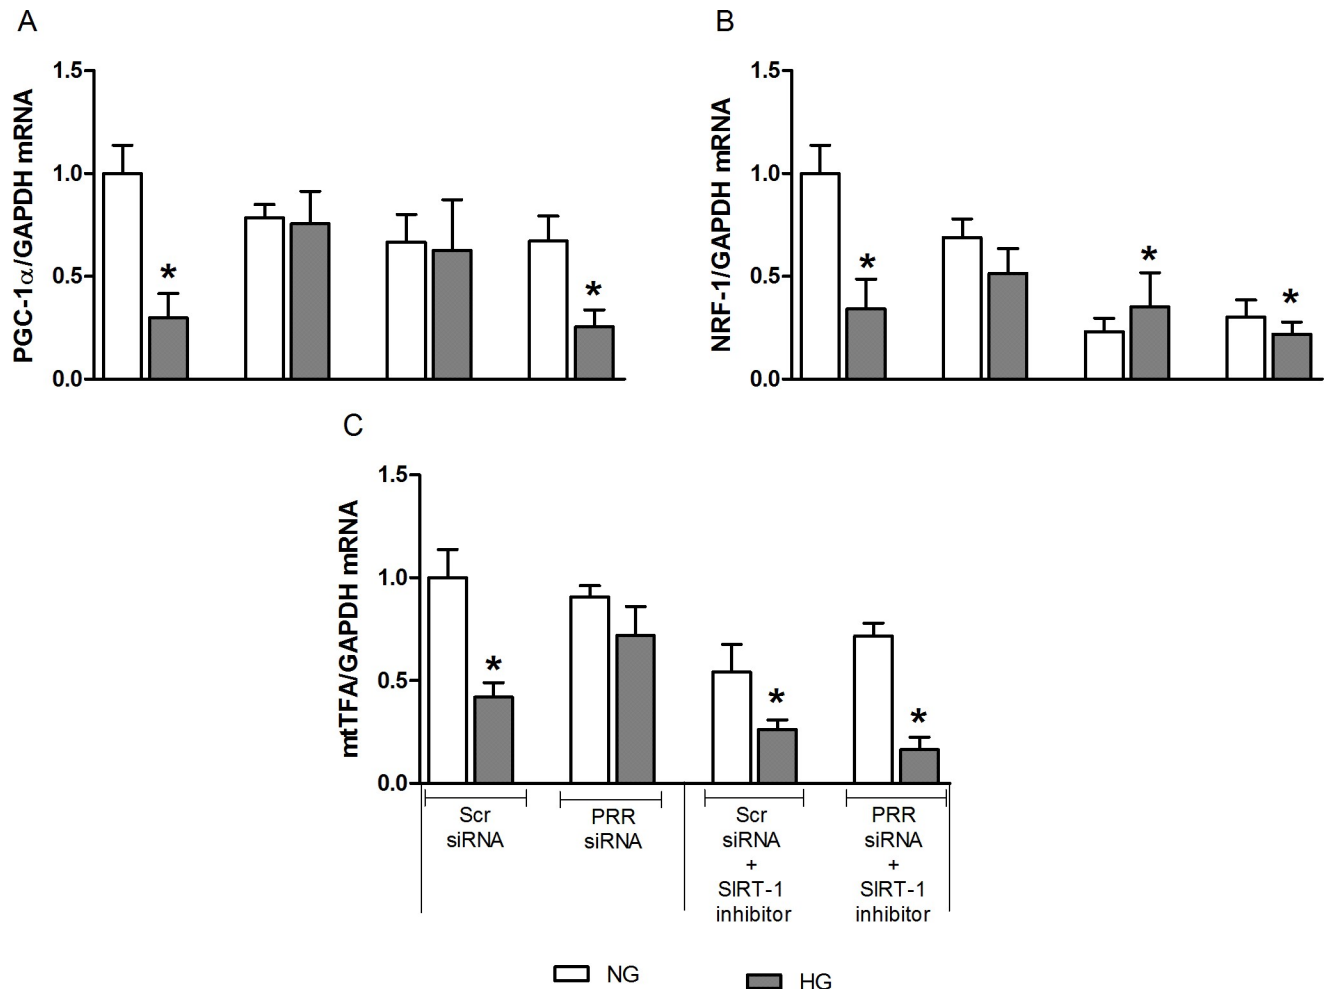 A
PGC-1α/GAPDH mRNA
1.5
1.0
0.5
0.0
*
*
B
NRF-1/GAPDH mRNA
1.5
1.0
0.5
0.0
*
*
*
C
mtTFA/GAPDH mRNA
1.5
1.0
0.5
0.0
*
*
*
Scr
siRNA
PRR
siRNA
Scr
siRNA
+
SIRT-1
inhibitor
PRR
siRNA
+
SIRT-1
inhibitor
NG
HG